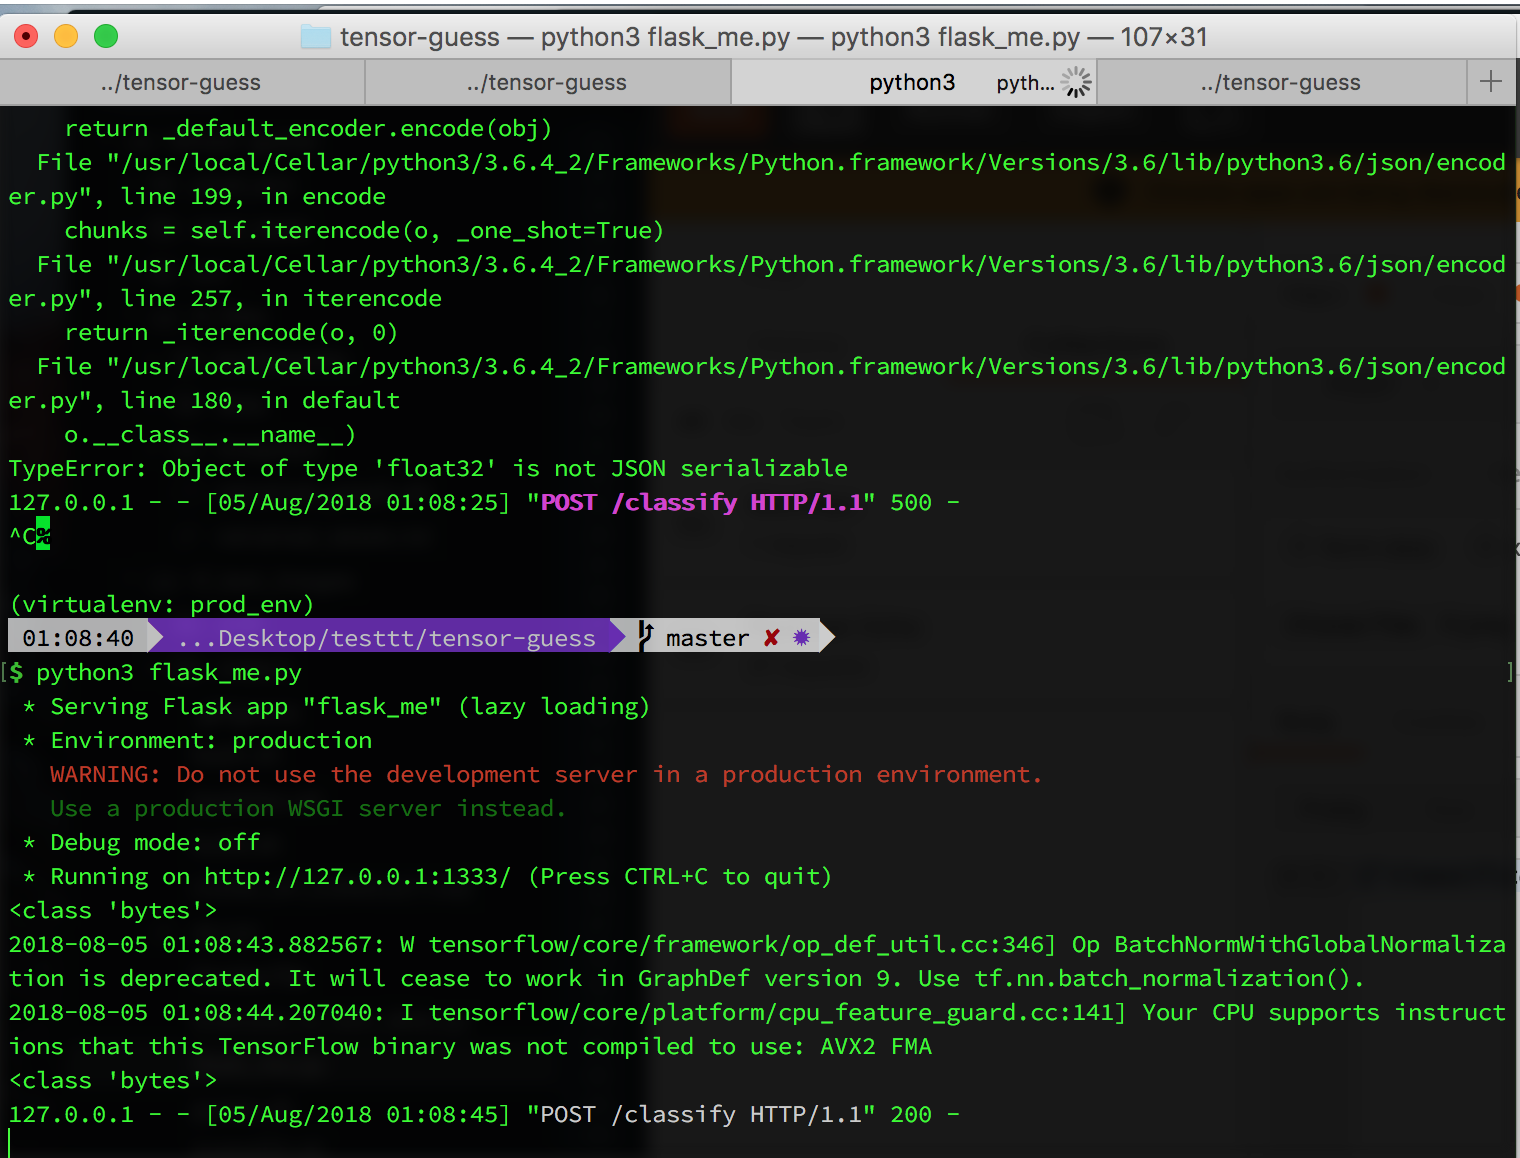 tensor-guess — python3 flask_me.py — python3 flask_me.py — 107×31
../tensor-guess ../tensor-guess python3 pyth... ../tensor-guess
return _default_encoder.encode(obj)
File "/usr/local/Cellar/python3/3.6.4_2/Frameworks/Python.framework/Versions/3.6/lib/python3.6/json/encod
er.py", line 199, in encode
chunks = self.iterencode(o, _one_shot=True)
File "/usr/local/Cellar/python3/3.6.4_2/Frameworks/Python.framework/Versions/3.6/lib/python3.6/json/encod
er.py", line 257, in iterencode
return _iterencode(o, 0)
File "/usr/local/Cellar/python3/3.6.4_2/Frameworks/Python.framework/Versions/3.6/lib/python3.6/json/encod
er.py", line 180, in default
o.__class__.__name__)
TypeError: Object of type 'float32' is not JSON serializable
127.0.0.1 - - [05/Aug/2018 01:08:25] "POST /classify HTTP/1.1" 500 -
^C%
(virtualenv: prod_env)
01:08:40 ...Desktop/testtt/tensor-guess master ✘ ✹
[$ python3 flask_me.py ]
* Serving Flask app "flask_me" (lazy loading)
* Environment: production
WARNING: Do not use the development server in a production environment.
Use a production WSGI server instead.
* Debug mode: off
* Running on http://127.0.0.1:1333/ (Press CTRL+C to quit)
<class 'bytes'>
2018-08-05 01:08:43.882567: W tensorflow/core/framework/op_def_util.cc:346] Op BatchNormWithGlobalNormaliza
tion is deprecated. It will cease to work in GraphDef version 9. Use tf.nn.batch_normalization().
2018-08-05 01:08:44.207040: I tensorflow/core/platform/cpu_feature_guard.cc:141] Your CPU supports instruct
ions that this TensorFlow binary was not compiled to use: AVX2 FMA
<class 'bytes'>
127.0.0.1 - - [05/Aug/2018 01:08:45] "POST /classify HTTP/1.1" 200 -